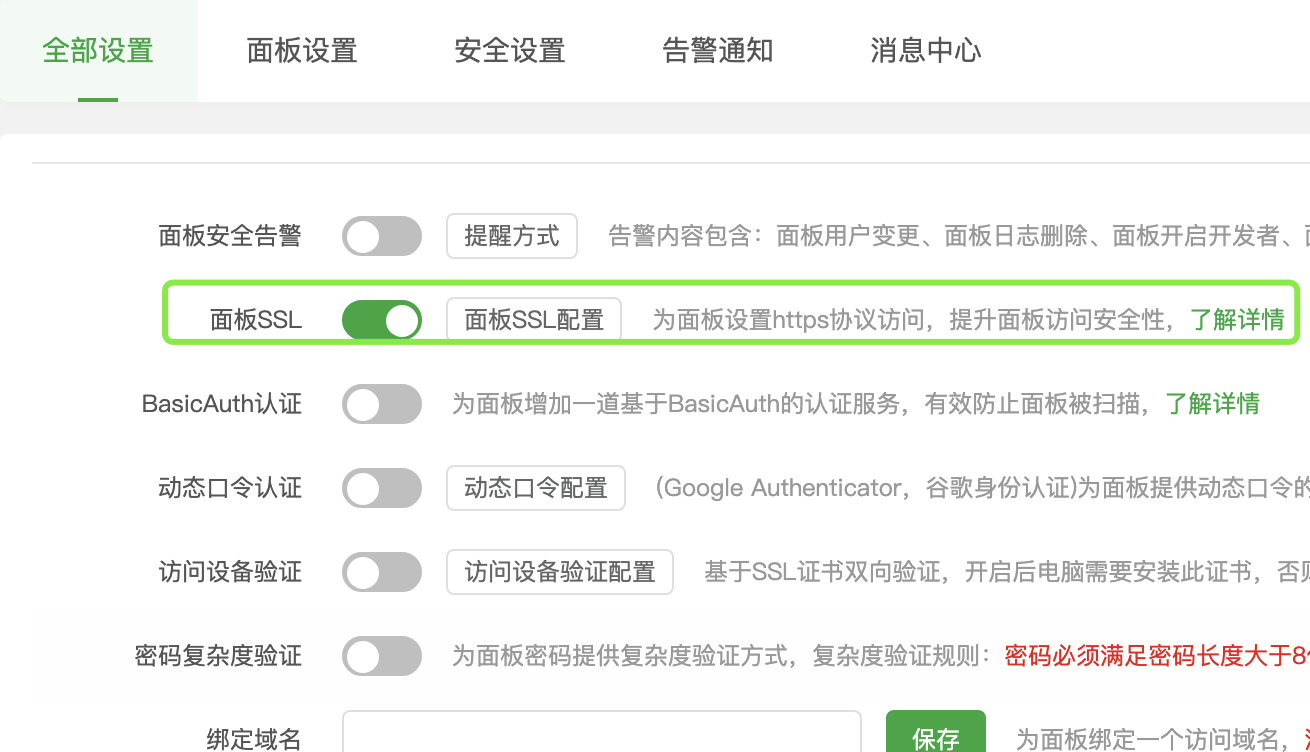 全部设置 面板设置 安全设置 告警通知 消息中心
面板安全告警 提醒方式 告警内容包含：面板用户变更、面板日志删除、面板开启开发者、
面板SSL 面板SSL配置 为面板设置https协议访问，提升面板访问安全性，了解详情
BasicAuth认证 为面板增加一道基于BasicAuth的认证服务，有效防止面板被扫描，了解详情
动态口令认证 动态口令配置 (Google Authenticator，谷歌身份认证)为面板提供动态口令的
访问设备验证 访问设备验证配置 基于SSL证书双向验证，开启后电脑需要安装此证书，否则
密码复杂度验证 为面板密码提供复杂度验证方式，复杂度验证规则：密码必须满足密码长度大于8
绑定域名 保存 为面板绑定一个访问域名，